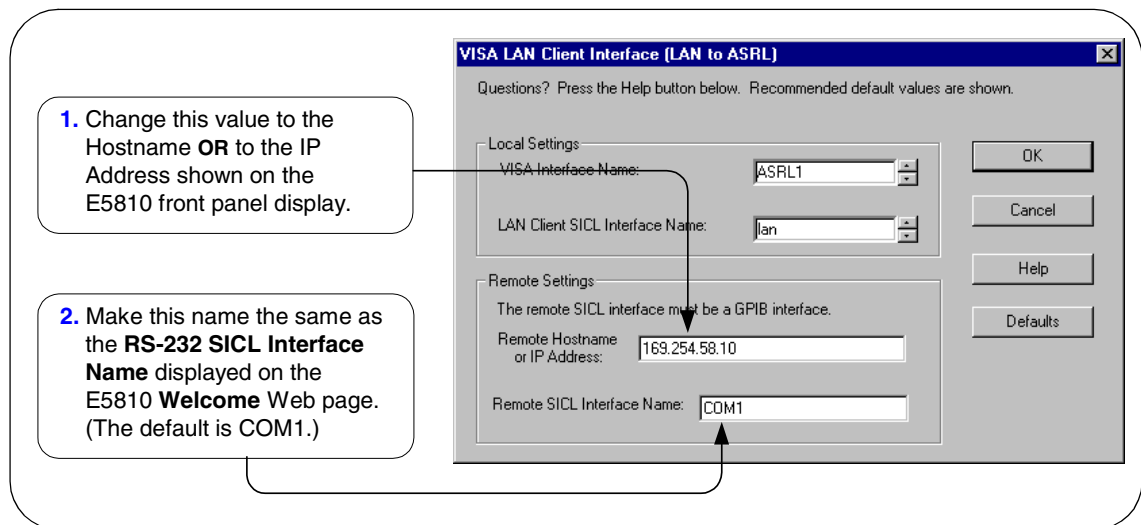 1. Change this value to the
Hostname OR to the IP
Address shown on the
E5810 front panel display.
2. Make this name the same as
the RS-232 SICL Interface
Name displayed on the
E5810 Welcome Web page.
(The default is COM1.)
VISA LAN Client Interface (LAN to ASRL)
Questions? Press the Help button below. Recommended default values are shown.
Local Settings
VISA Interface Name:
ASRL1
LAN Client SICL Interface Name:
lan
Remote Settings
The remote SICL interface must be a GPIB interface.
Remote Hostname
or IP Address:
169.254.58.10
Remote SICL Interface Name:
COM1
OK
Cancel
Help
Defaults